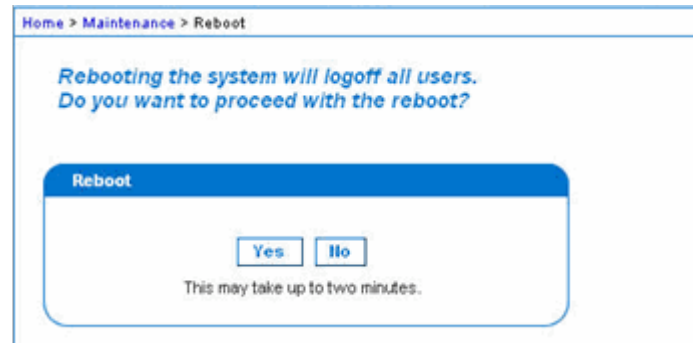 Home > Maintenance > Reboot
Rebooting the system will logoff all users.
Do you want to proceed with the reboot?
Reboot
Yes No
This may take up to two minutes.